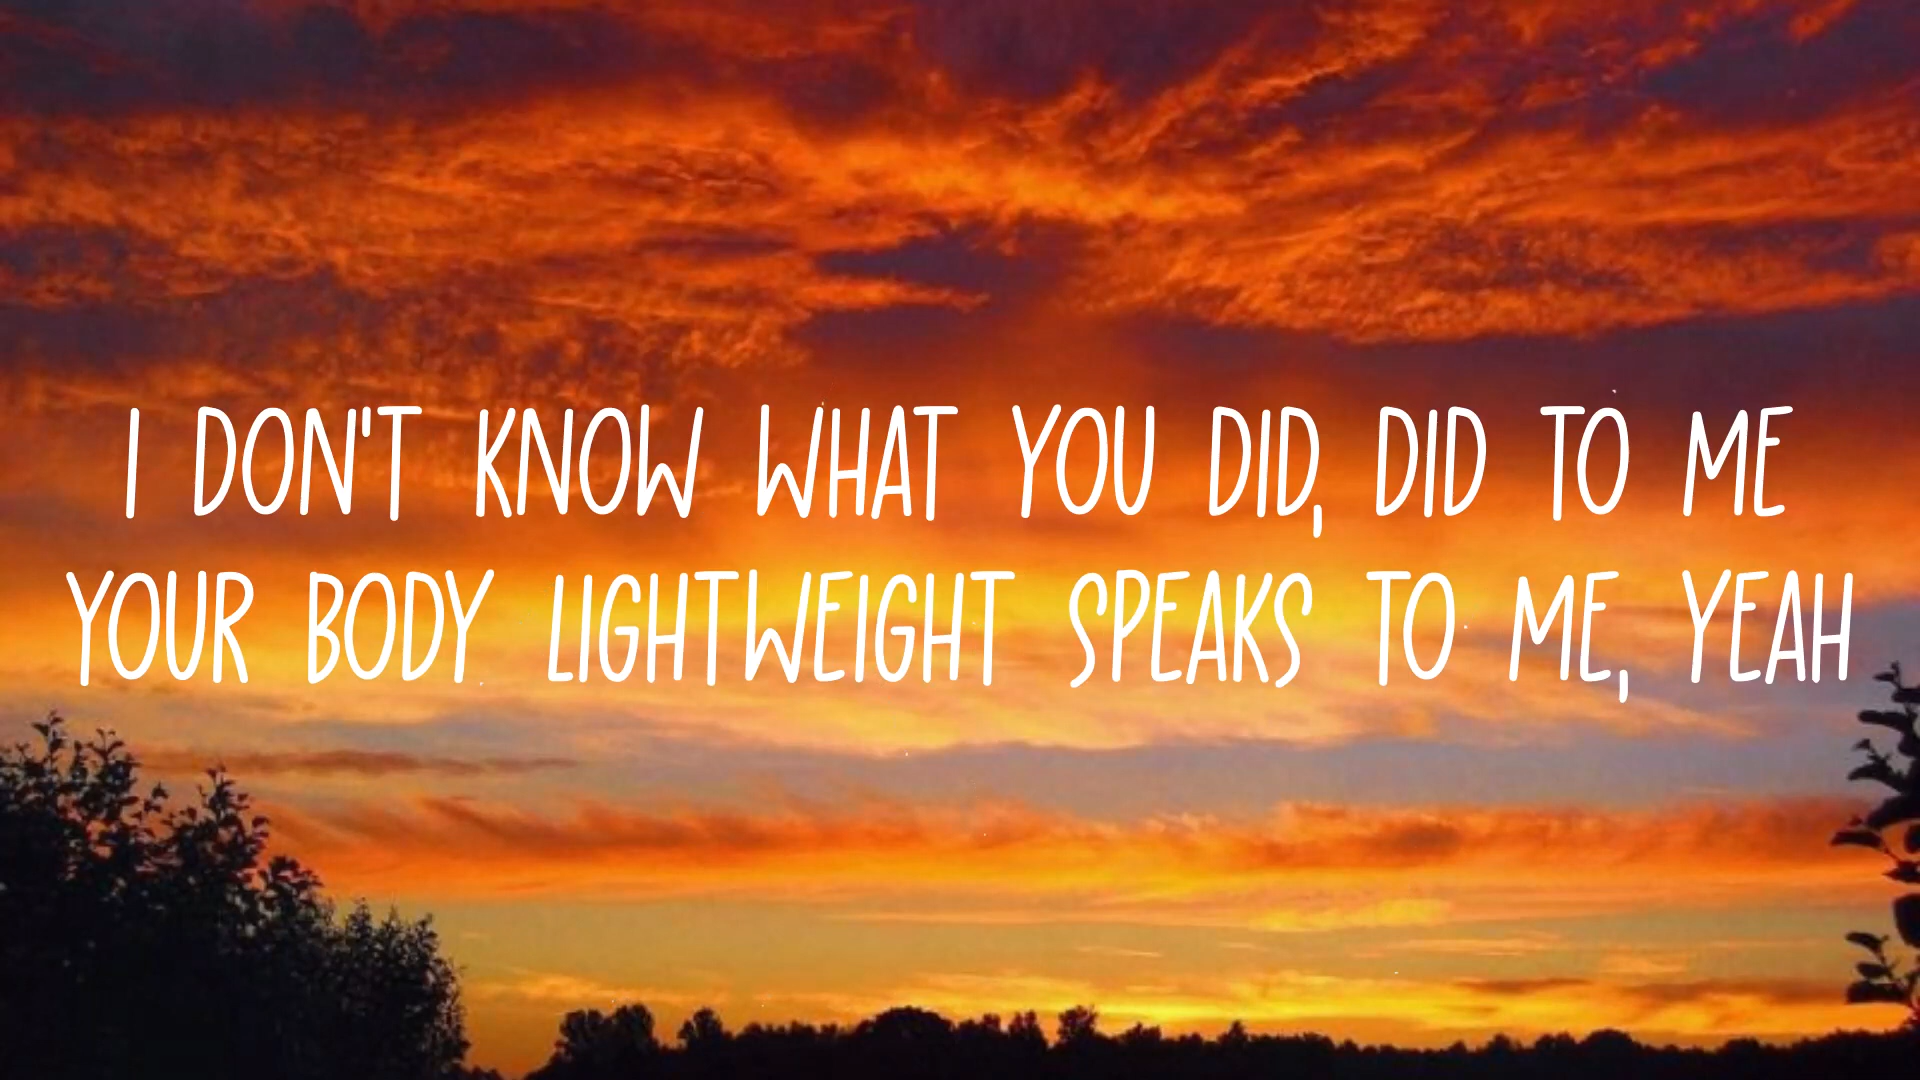 I DON'T KNOW WHAT YOU DID, DID TO ME
YOUR BODY LIGHTWEIGHT SPEAKS TO ME, YEAH